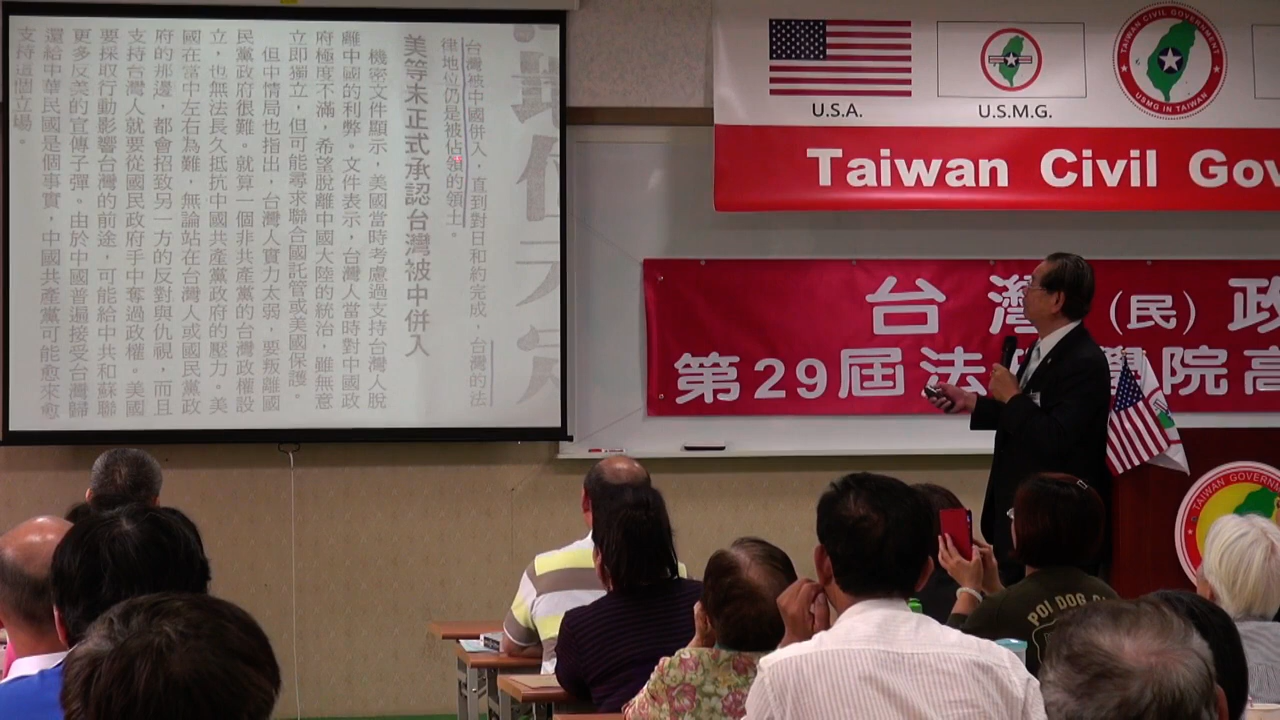 台灣被中國併入，直到對日和約完成，台灣的法
律地位仍是被佔領的領土。
美等未正式承認台灣被中併入
機密文件顯示，美國當時考慮過支持台灣人脫
離中國的利弊。文件表示，台灣人當時對中國政
府極度不滿，希望脫離中國大陸的統治，雖無意
立即獨立，但可能尋求聯合國託管或美國保護。
但中情局也指出，台灣人實力太弱，要叛離國
民黨政府很難。就算一個非共產黨的台灣政權設
立，也無法長久抵抗中國共產黨政府的壓力。美
國在當中左右為難，無論站在台灣人或國民黨政
府的那邊，都會招致另一方的反對與仇視，而且
支持台灣人就要從國民政府手中奪過政權。美國
要採取行動影響台灣的前途，可能給中共和蘇聯
更多反美的宣傳子彈。由於中國普遍接受台灣歸
還給中華民國是個事實，中國共產黨可能愈來愈
支持這個立場。
U.S.A.
U.S.M.G.
TAIWAN CIVIL GOVERNMENT
USMG IN TAIWAN
Taiwan Civil Gov
台灣（民）政
第29屆法 學院高
TAIWAN GOVERNM
POI DOG